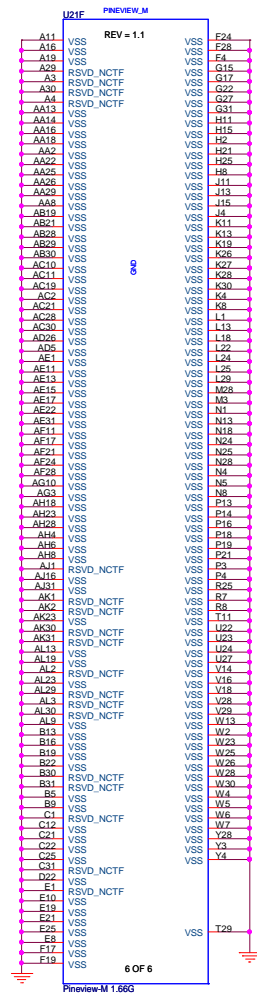 U21F
PINEVIEW_M
REV = 1.1
A11 VSS
A16 VSS
A19 VSS
A29 RSVD_NCTF
A3 RSVD_NCTF
A30 RSVD_NCTF
A4 RSVD_NCTF
AA13 VSS
AA14 VSS
AA16 VSS
AA18 VSS
AA2 VSS
AA22 VSS
AA25 VSS
AA26 VSS
AA29 VSS
AA8 VSS
AB19 VSS
AB21 VSS
AB28 VSS
AB29 VSS
AB30 VSS
AC10 VSS
AC11 VSS
AC19 VSS
AC2 VSS
AC21 VSS
AC28 VSS
AC30 VSS
AD26 VSS
AD5 VSS
AE1 VSS
AE11 VSS
AE13 VSS
AE15 VSS
AE17 VSS
AE22 VSS
AE31 VSS
AF11 VSS
AF17 VSS
AF21 VSS
AF24 VSS
AF28 VSS
AG10 VSS
AG3 VSS
AH18 VSS
AH23 VSS
AH28 VSS
AH4 VSS
AH6 VSS
AH8 VSS
AJ1 RSVD_NCTF
AJ16 VSS
AJ31 VSS
AK1 RSVD_NCTF
AK2 RSVD_NCTF
AK23 VSS
AK30 RSVD_NCTF
AK31 RSVD_NCTF
AL13 VSS
AL19 VSS
AL2 RSVD_NCTF
AL23 VSS
AL29 RSVD_NCTF
AL3 RSVD_NCTF
AL30 RSVD_NCTF
AL9 VSS
B13 VSS
B16 VSS
B19 VSS
B22 VSS
B30 RSVD_NCTF
B31 RSVD_NCTF
B5 VSS
B9 VSS
C1 RSVD_NCTF
C12 VSS
C21 VSS
C22 VSS
C25 VSS
C31 RSVD_NCTF
D22 VSS
E1 RSVD_NCTF
E10 VSS
E19 VSS
E21 VSS
E25 VSS
E8 VSS
F17 VSS
F19 VSS
GND
VSS F24
VSS F28
VSS F4
VSS G15
VSS G17
VSS G22
VSS G27
VSS G31
VSS H11
VSS H15
VSS H2
VSS H21
VSS H25
VSS H8
VSS J11
VSS J13
VSS J15
VSS J4
VSS K11
VSS K13
VSS K19
VSS K26
VSS K27
VSS K28
VSS K30
VSS K4
VSS K8
VSS L1
VSS L13
VSS L18
VSS L22
VSS L24
VSS L25
VSS L29
VSS M28
VSS M3
VSS N1
VSS N13
VSS N18
VSS N24
VSS N25
VSS N28
VSS N4
VSS N5
VSS N8
VSS P13
VSS P14
VSS P16
VSS P18
VSS P19
VSS P21
VSS P3
VSS P4
VSS R25
VSS R7
VSS R8
VSS T11
VSS U22
VSS U23
VSS U24
VSS U27
VSS V14
VSS V16
VSS V18
VSS V28
VSS V29
VSS W13
VSS W2
VSS W23
VSS W25
VSS W26
VSS W28
VSS W30
VSS W4
VSS W5
VSS W6
VSS W7
VSS Y28
VSS Y3
VSS Y4
VSS T29
6 OF 6
Pineview-M 1.66G